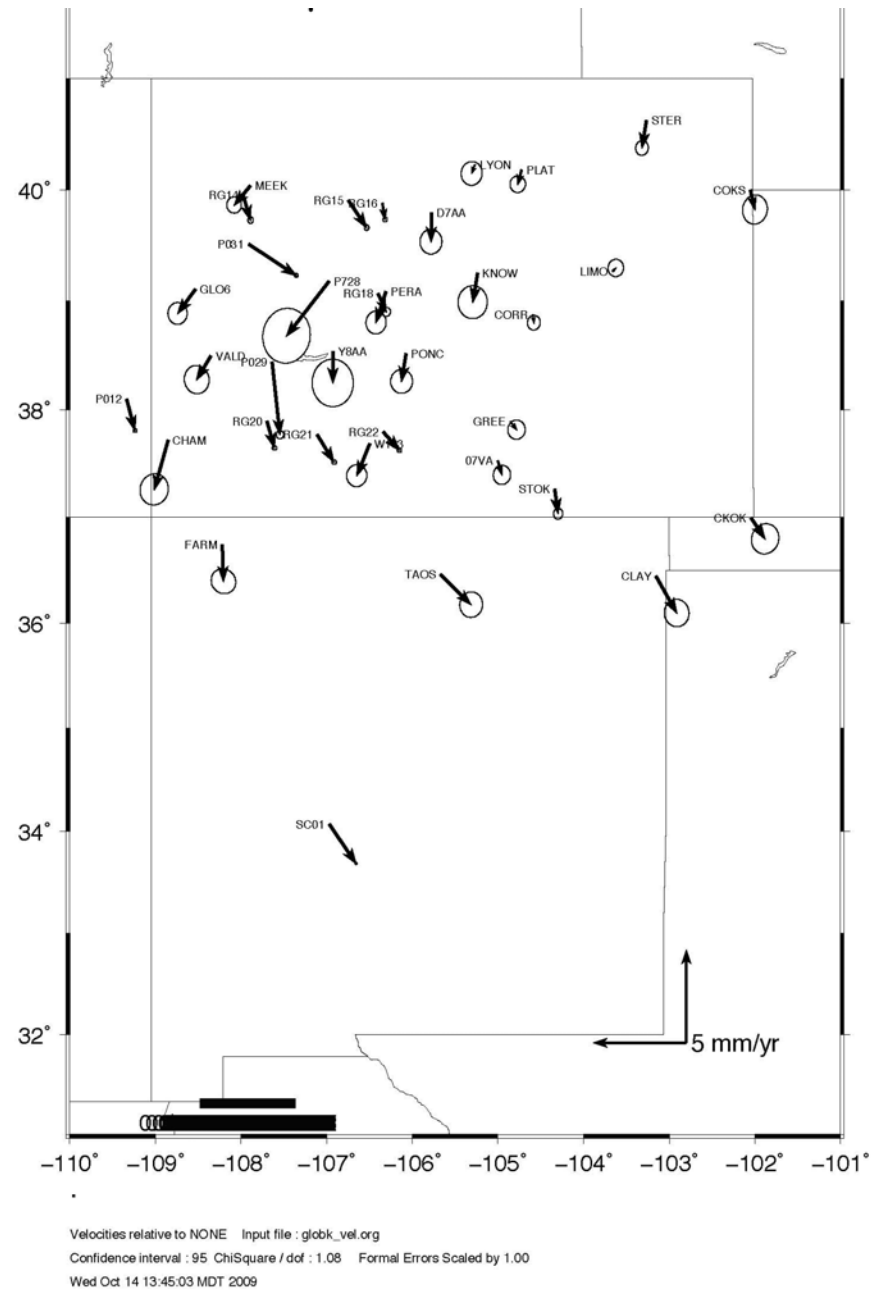 STER
LYON
PLAT
40°
MEEK
RG14
RG15
RG16
COKS
D7AA
P031
KNOW
LIMO
P728
GLO6
RG18
PERA
CORR
VALD
P029
Y8AA
PONC
P012
38°
RG20
RG21
RG22
GREE
CHAM
07VA
STOK
CKOK
FARM
TAOS
CLAY
36°
SC01
34°
32°
5 mm/yr
−110° −109° −108° −107° −106° −105° −104° −103° −102° −101°
Velocities relative to NONE Input file : globk_vel.org
Confidence interval : 95 ChiSquare / dof : 1.08 Formal Errors Scaled by 1.00
Wed Oct 14 13:45:03 MDT 2009